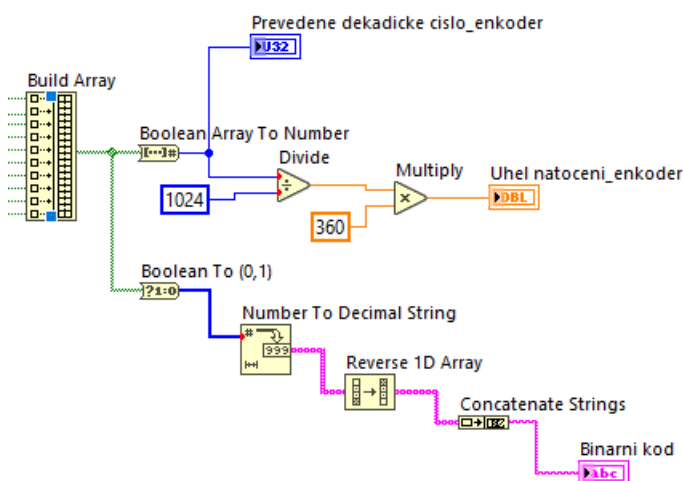 Prevedene dekadicke cislo_enkoder
U32
Build Array
Boolean Array To Number
[...]#
Divide
÷
1024
Multiply
×
360
Uhel natoceni_enkoder
DBL
Boolean To (0,1)
?1:0
Number To Decimal String
#
999
Reverse 1D Array
Concatenate Strings
Binarni kod
abc